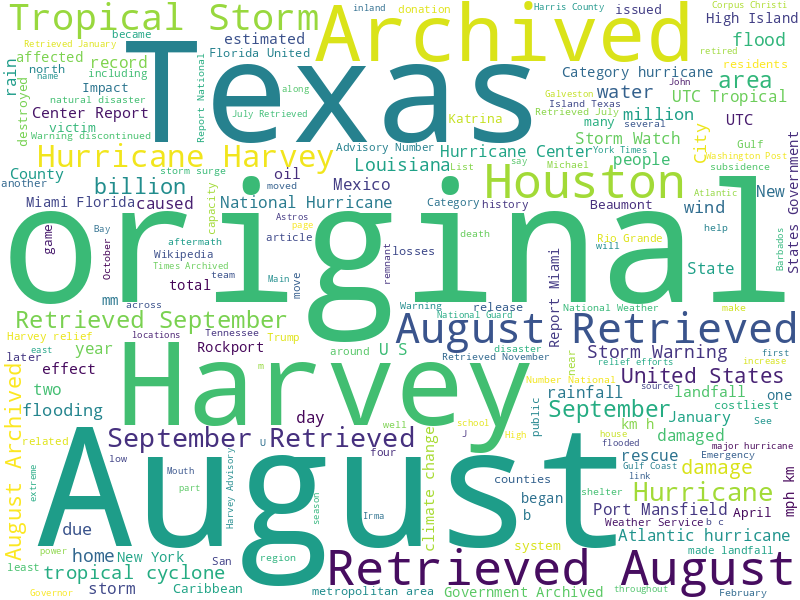 Tropical Storm
Archived
inland
Harris County
donation
issued
Corpus Christi
High Island
Retrieved January
became
estimated
Florida United
affected
record
north
including
name
Impact
natural disaster
rain
destroyed
Texas
Report National
along
July Retrieved
flood
retired
residents
Category hurricane
area
water
John
UTC Tropical
Galveston
Island Texas
Retrieved July
million
UTC
Center Report
victim
Warning discontinued
Katrina
many
several
Storm Watch
City
Gulf
Washington Post
subsidence
Hurricane Harvey
storm surge
Advisory Number
Hurricane Center
York Times
people
say
Michael
List
County
another
billion
oil
moved
Louisiana
Houston
Atlantic
New
States Government
Miami Florida
caused
capacity
National Hurricane
Mexico
Category
history
Beaumont
wind
original
game
Bay
October
aftermath
Wikipedia
Times Archived
Astros
page
article
death
losses
remnant
Rio Grande
will
help
State
Barbados
mm
across
total
team
Main
move
Warning
release
National Guard
Report Miami
National Weather
make
Retrieved September
August Retrieved
Harvey relief
locations
Tennessee
Trump
disaster
Storm Warning
first
later
east
year
Rockport
around
U S
Retrieved November
relief efforts
near
increase
effect
m
Number National
United States
source
two
Harvey
rainfall
landfall
costliest
flooding
day
well
school
public
September
January
one
house
See
km h
damaged
August Archived
related
September Retrieved
U
J
High
flooded
rescue
major hurricane
Emergency
low
four
climate change
Gulf Coast
link
damage
mph km
extreme
Mouth
Harvey Advisory
part
season
Irma
August
counties
shelter
Hurricane
began
b
Port Mansfield
April
Weather Service
b c
due
power
home
New York
San
region
system
Atlantic hurricane
made landfall
least
tropical cyclone
Retrieved August
Governor
storm
Caribbean
metropolitan area
Government Archived
throughout
February